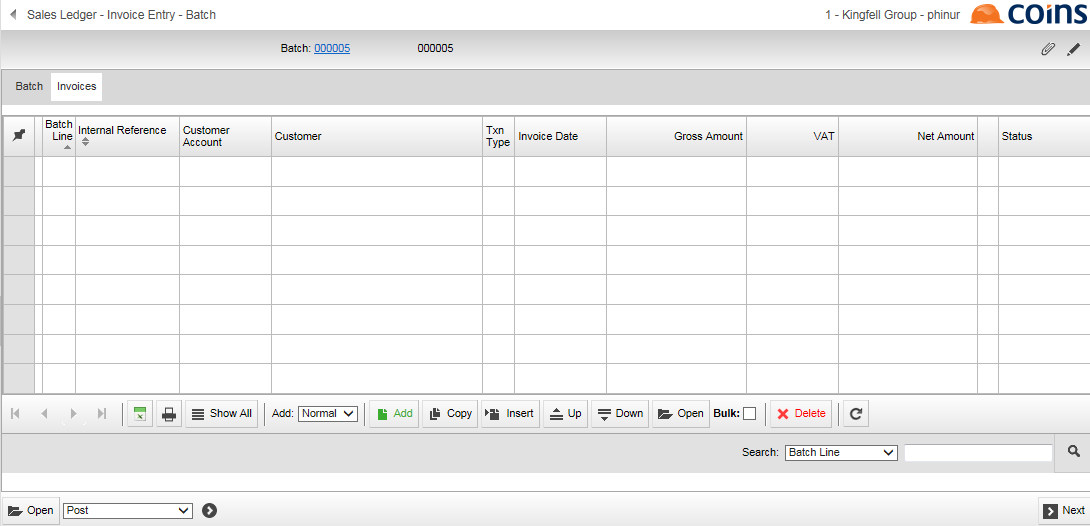 Sales Ledger - Invoice Entry - Batch
1 - Kingfell Group - phinur
coins
Batch: 000005 000005
Batch Invoices
Batch Line
Internal Reference
Customer Account
Customer
Txn Type
Invoice Date
Gross Amount
VAT
Net Amount
Status
Show All Add: Normal Add Copy Insert Up Down Open Bulk: Delete
Search: Batch Line
Open Post Next